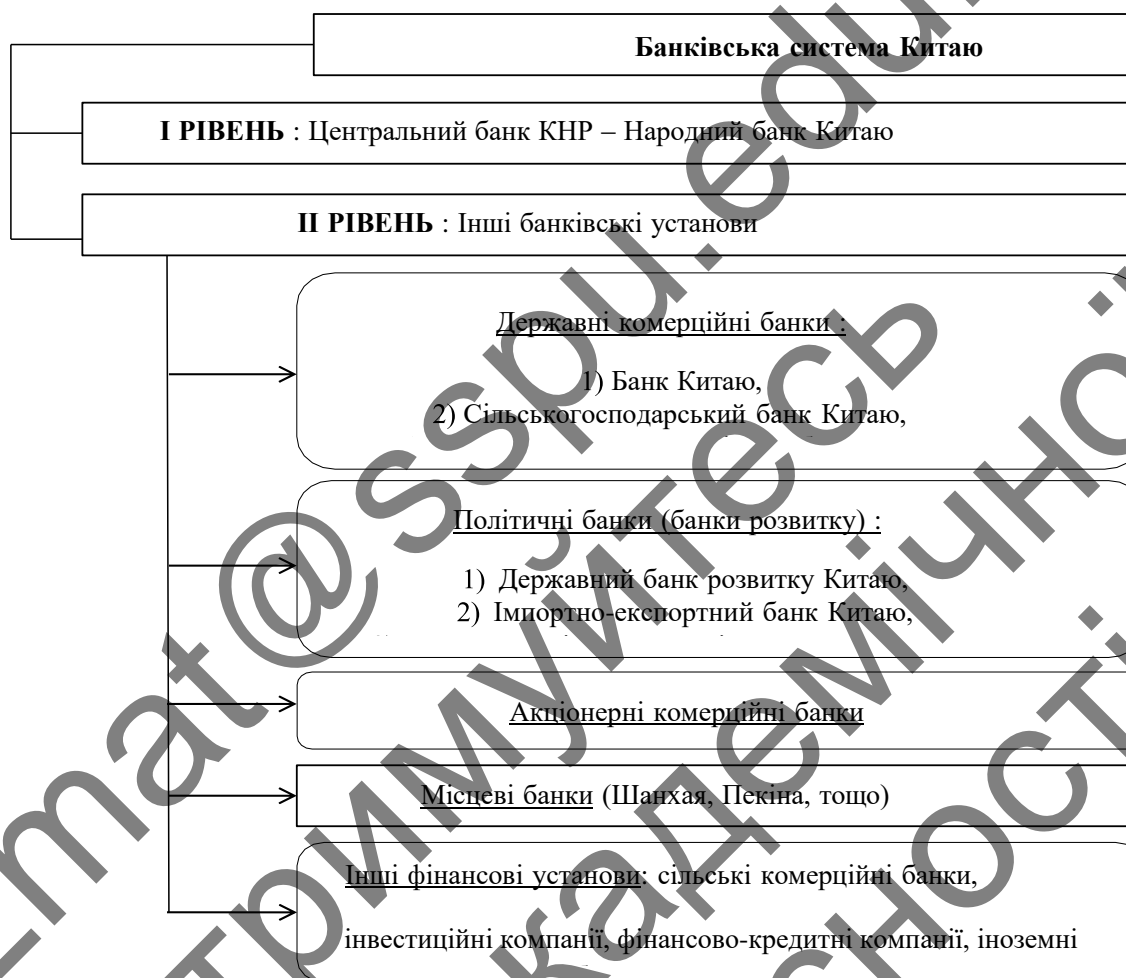 Банківська система Китаю
І РІВЕНЬ : Центральний банк КНР – Народний банк Китаю
ІІ РІВЕНЬ : Інші банківські установи
Державні комерційні банки :
1) Банк Китаю,
2) Сільськогосподарський банк Китаю,
Політичні банки (банки розвитку) :
1) Державний банк розвитку Китаю,
2) Імпортно-експортний банк Китаю,
Акціонерні комерційні банки
Місцеві банки (Шанхая, Пекіна, тощо)
Інші фінансові установи: сільські комерційні банки,
інвестиційні компанії, фінансово-кредитні компанії, іноземні
mat@sspu.edu.